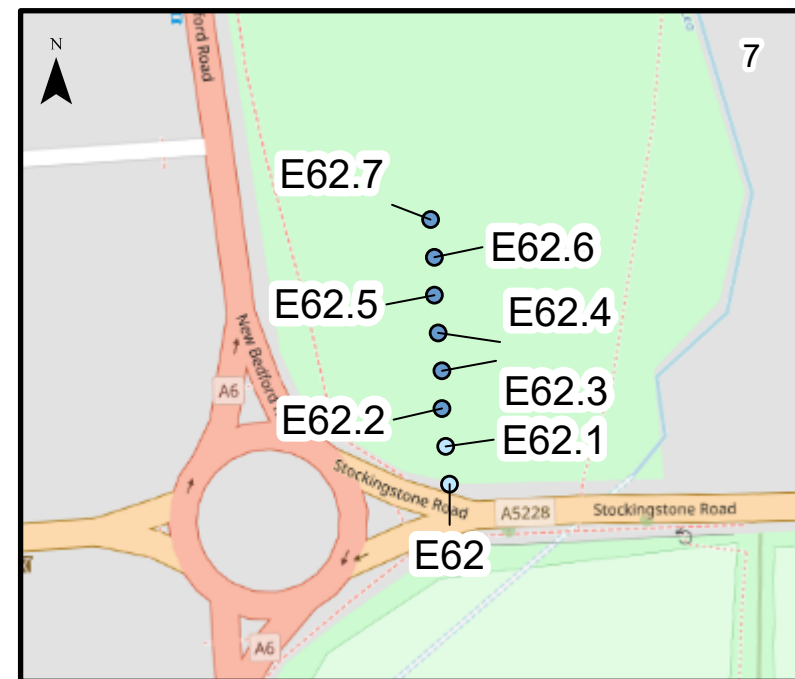 ford Road
N
7
E62.7
E62.6
E62.5
E62.4
New Bedford
A6
E62.3
E62.2
E62.1
Stockingstone Road
A5228
Stockingstone Road
E62
A6